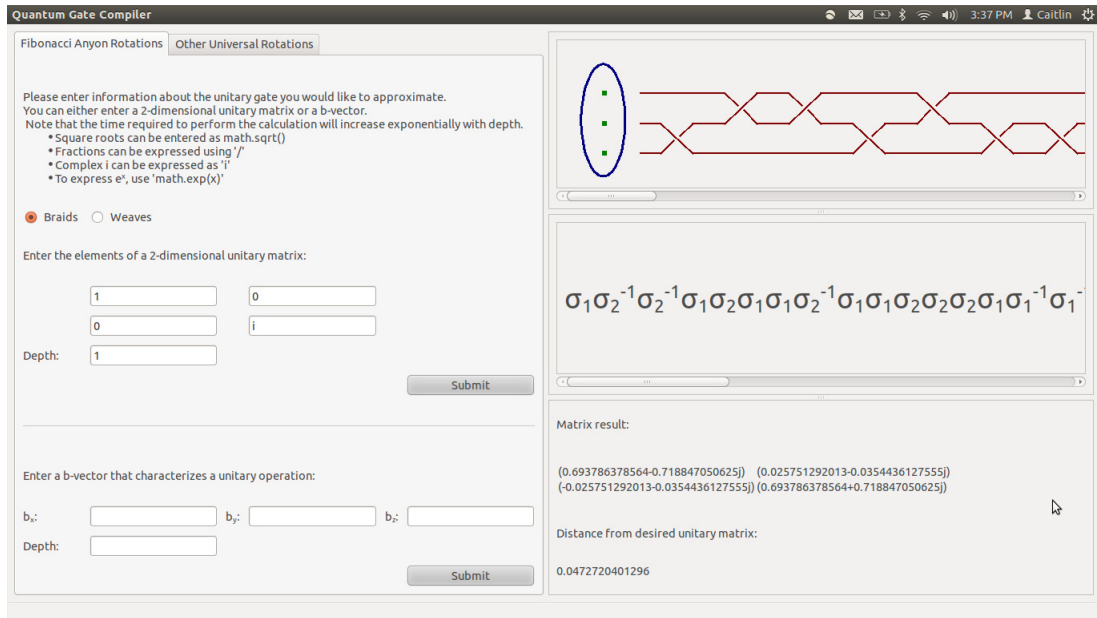 Quantum Gate Compiler
3:37 PM Caitlin
Fibonacci Anyon Rotations Other Universal Rotations
Please enter information about the unitary gate you would like to approximate.
You can either enter a 2-dimensional unitary matrix or a b-vector.
Note that the time required to perform the calculation will increase exponentially with depth.
• Square roots can be entered as math.sqrt()
• Fractions can be expressed using '/'
• Complex i can be expressed as 'i'
• To express eˣ, use 'math.exp(x)'
Braids Weaves
Enter the elements of a 2-dimensional unitary matrix:
1 0
0 i
Depth: 1
Submit
Enter a b-vector that characterizes a unitary operation:
bₓ: b_y: b_z:
Depth:
Submit
σ₁σ₂⁻¹σ₂⁻¹σ₁σ₂σ₁σ₁σ₂⁻¹σ₁σ₁σ₂σ₂σ₂σ₁σ₁⁻¹σ₁⁻
Matrix result:
(0.693786378564-0.718847050625j) (0.025751292013-0.0354436127555j)
(-0.025751292013-0.0354436127555j) (0.693786378564+0.718847050625j)
Distance from desired unitary matrix:
0.0472720401296